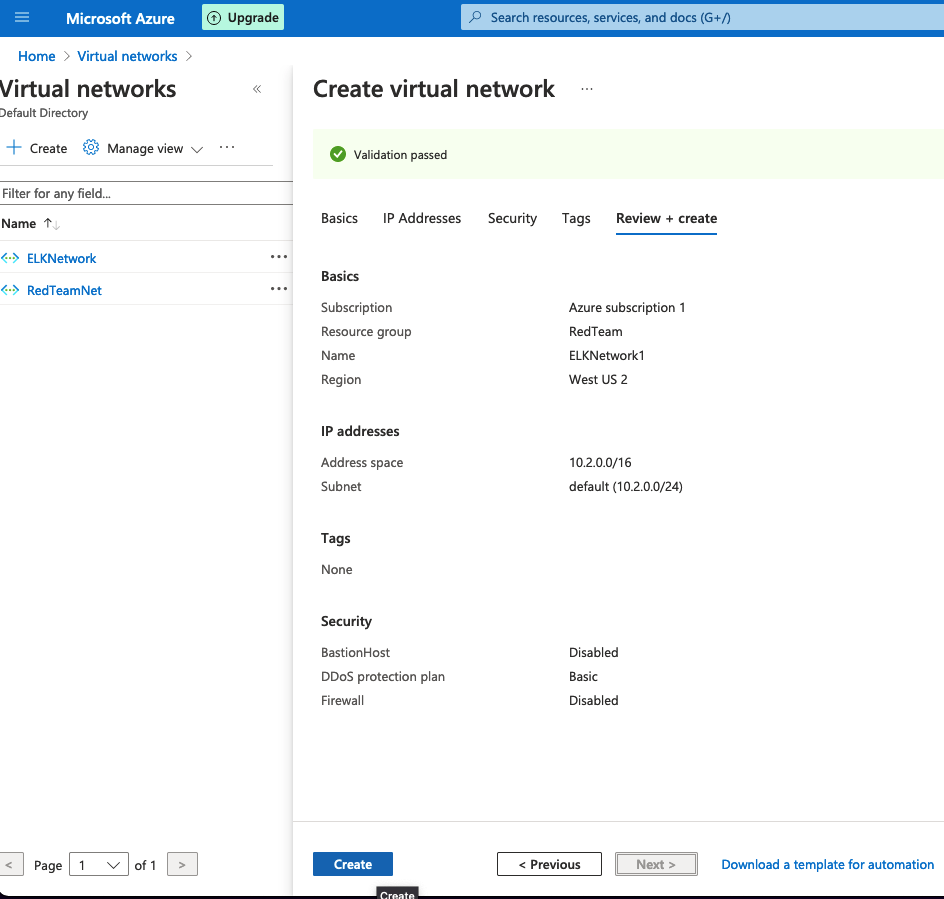 Microsoft Azure
Upgrade
Search resources, services, and docs (G+/)
Home > Virtual networks >
Virtual networks
«
Default Directory
+ Create
Manage view
...
Filter for any field...
Name ↑↓
ELKNetwork
...
RedTeamNet
...
< Page 1 of 1 >
Create virtual network
...
Validation passed
Basics IP Addresses Security Tags Review + create
Basics
Subscription Azure subscription 1
Resource group RedTeam
Name ELKNetwork1
Region West US 2
IP addresses
Address space 10.2.0.0/16
Subnet default (10.2.0.0/24)
Tags
None
Security
BastionHost Disabled
DDoS protection plan Basic
Firewall Disabled
Create
< Previous
Next >
Download a template for automation
Create